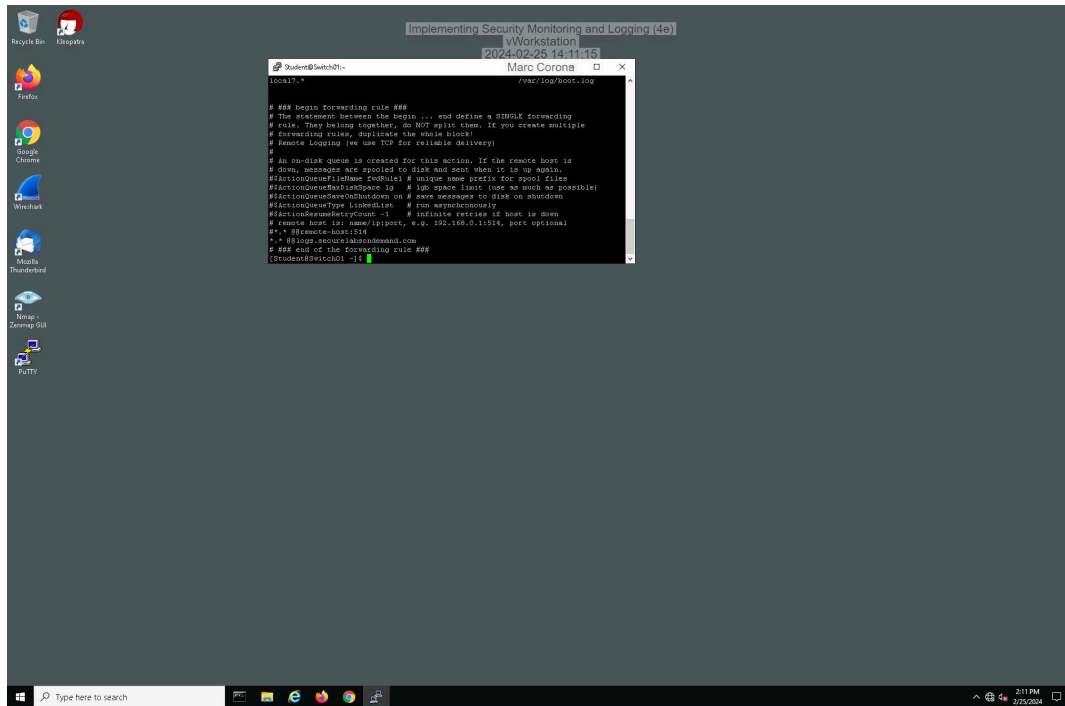 Implementing Security Monitoring and Logging (4e)
vWorkstation
2024-02-25 14:11:15
Marc Corona
Recycle Bin
Kleopatra
Firefox
Google
Chrome
Wireshark
Mozilla
Thunderbird
Nmap -
Zenmap GUI
PuTTY
Student@Switch01:~
local7.* /var/log/boot.log
# ### begin forwarding rule ###
# The statement between the begin ... end define a SINGLE forwarding
# rule. They belong together, do NOT split them. If you create multiple
# forwarding rules, duplicate the whole block!
# Remote Logging (we use TCP for reliable delivery)
#
# An on-disk queue is created for this action. If the remote host is
# down, messages are spooled to disk and sent when it is up again.
#$ActionQueueFileName fwdRule1 # unique name prefix for spool files
#$ActionQueueMaxDiskSpace 1g # 1gb space limit (use as much as possible)
#$ActionQueueSaveOnShutdown on # save messages to disk on shutdown
#$ActionQueueType LinkedList # run asynchronously
#$ActionResumeRetryCount -1 # infinite retries if host is down
# remote host is: name/ip:port, e.g. 192.168.0.1:514, port optional
#*.* @@remote-host:514
*.* @@logs.securelabsondemand.com
# ### end of the forwarding rule ###
[Student@Switch01 ~]$
Type here to search
2:11 PM
2/25/2024